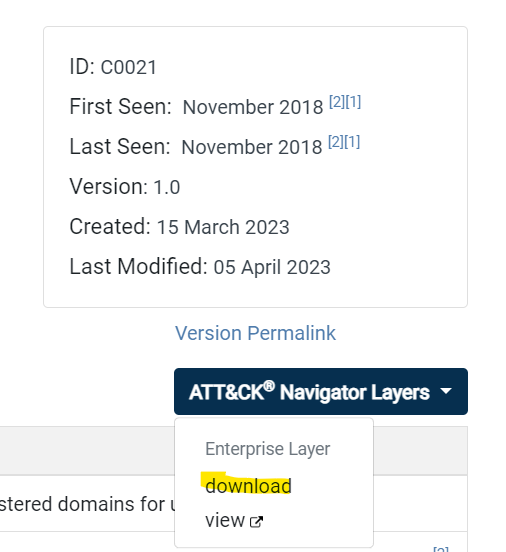 ID: C0021
First Seen: November 2018 [2][1]
Last Seen: November 2018 [2][1]
Version: 1.0
Created: 15 March 2023
Last Modified: 05 April 2023
Version Permalink
ATT&CK® Navigator Layers
Enterprise Layer
download
stered domains for
view